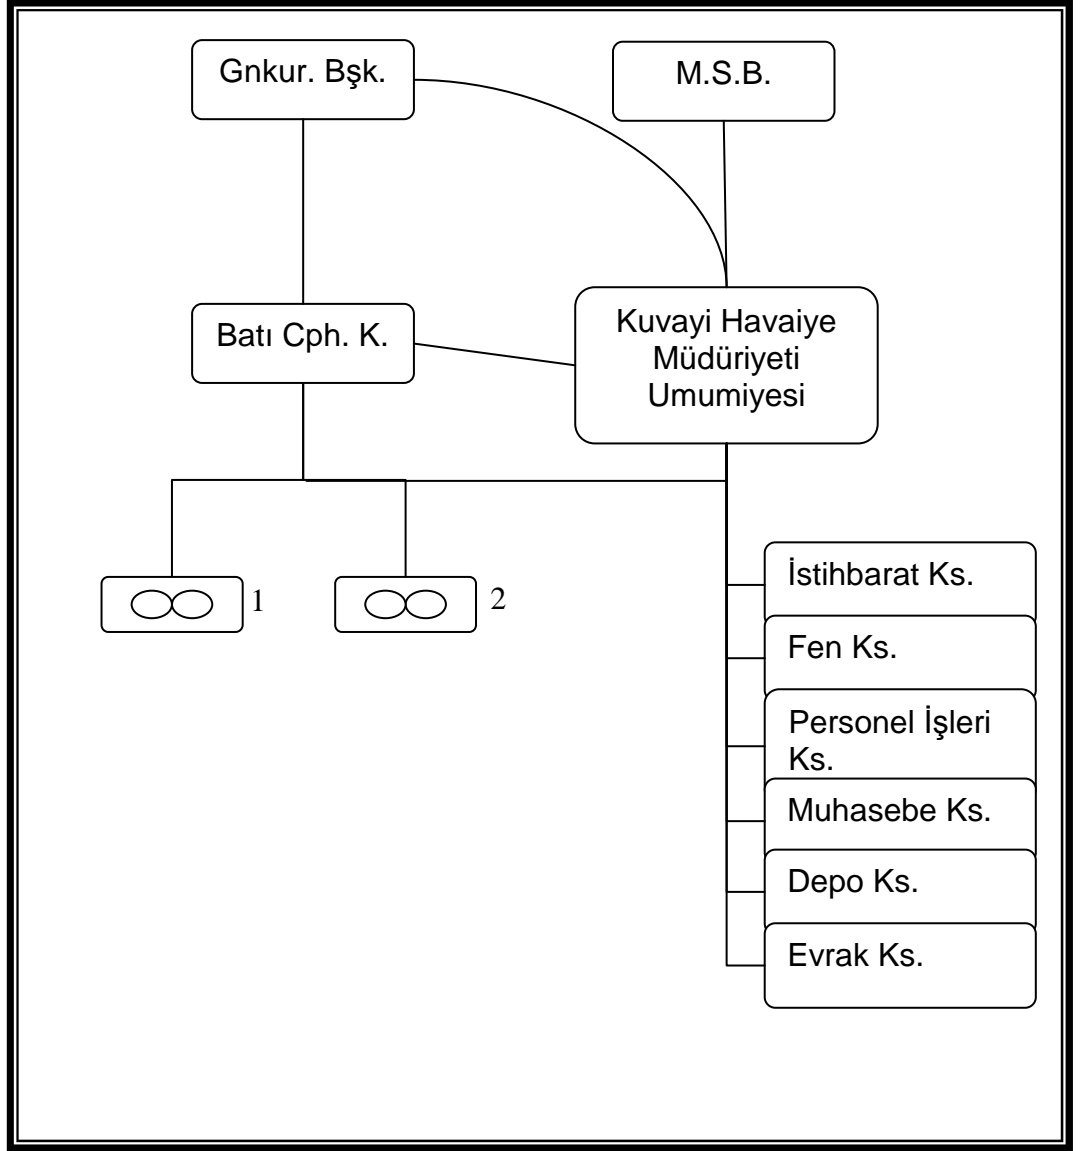 Gnkur. Bşk.
M.S.B.
Batı Cph. K.
Kuvayi Havaiye
Müdüriyeti
Umumiyesi
1
2
İstihbarat Ks.
Fen Ks.
Personel İşleri
Ks.
Muhasebe Ks.
Depo Ks.
Evrak Ks.